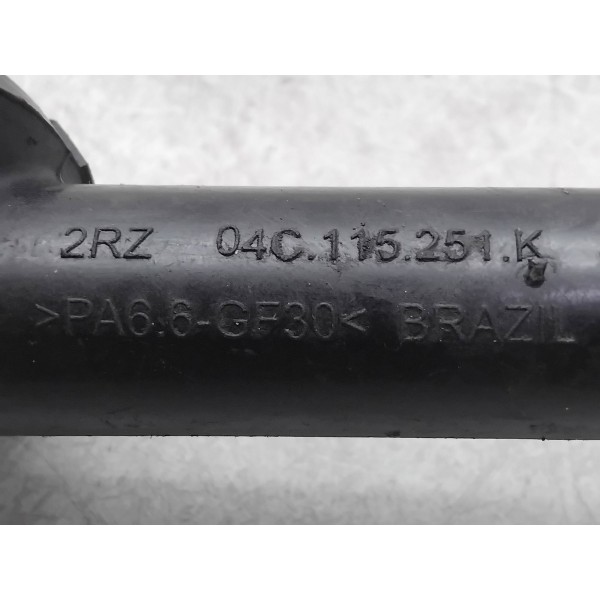 2RZ 04C.115.251.K
>PA6.6-GF30< BRAZIL